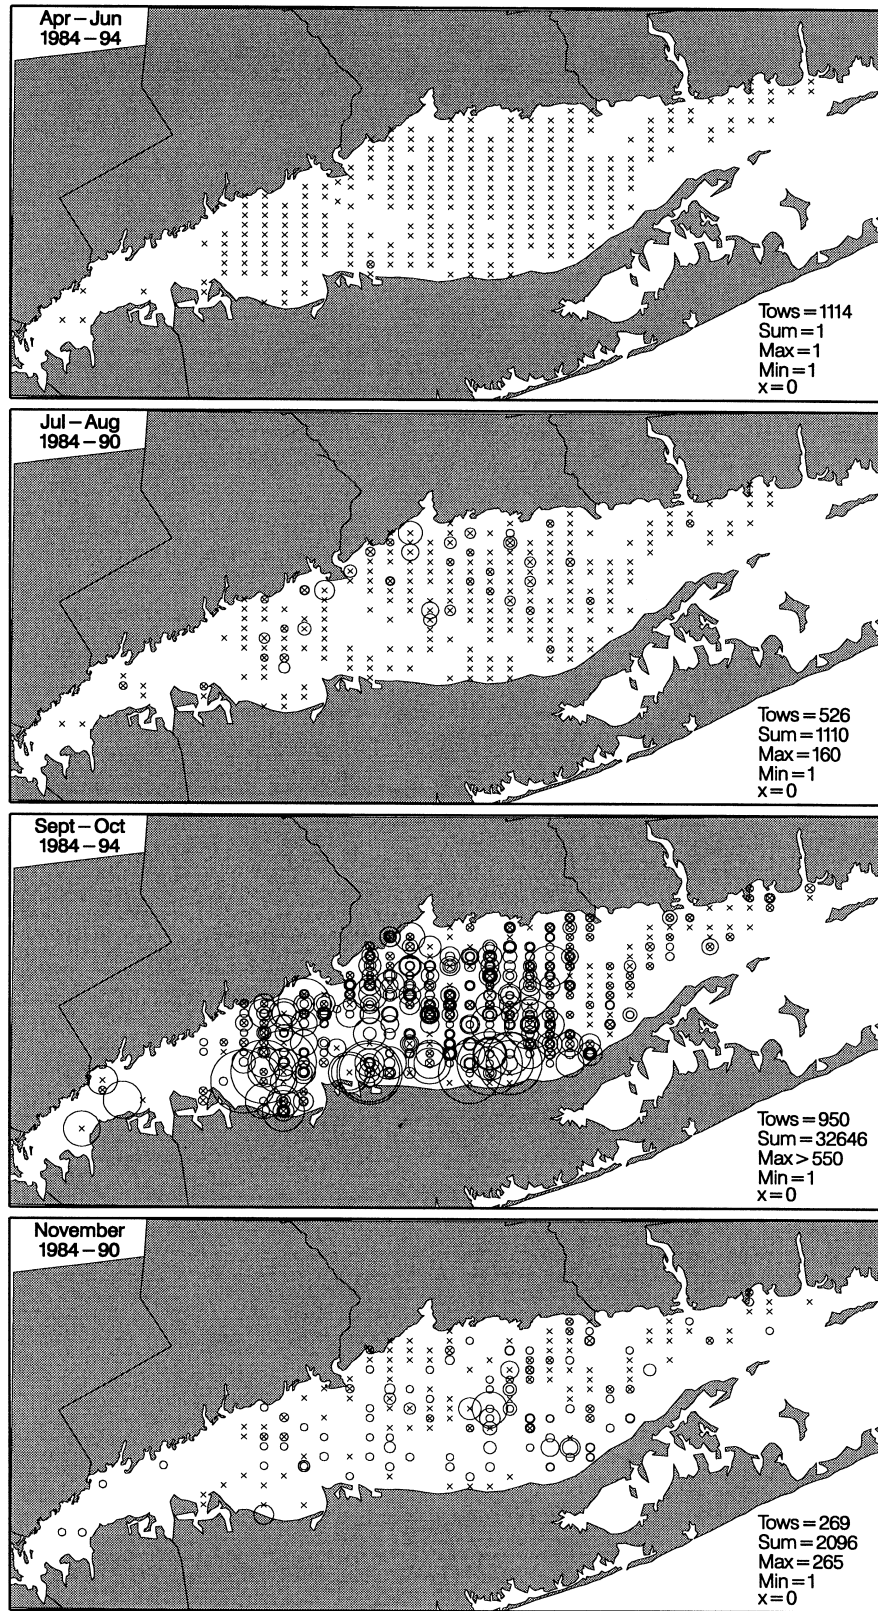 Apr – Jun
1984 – 94
Tows = 1114
Sum = 1
Max = 1
Min = 1
x = 0
Jul – Aug
1984 – 90
Tows = 526
Sum = 1110
Max = 160
Min = 1
x = 0
Sept – Oct
1984 – 94
Tows = 950
Sum = 32646
Max > 550
Min = 1
x = 0
November
1984 – 90
Tows = 269
Sum = 2096
Max = 265
Min = 1
x = 0